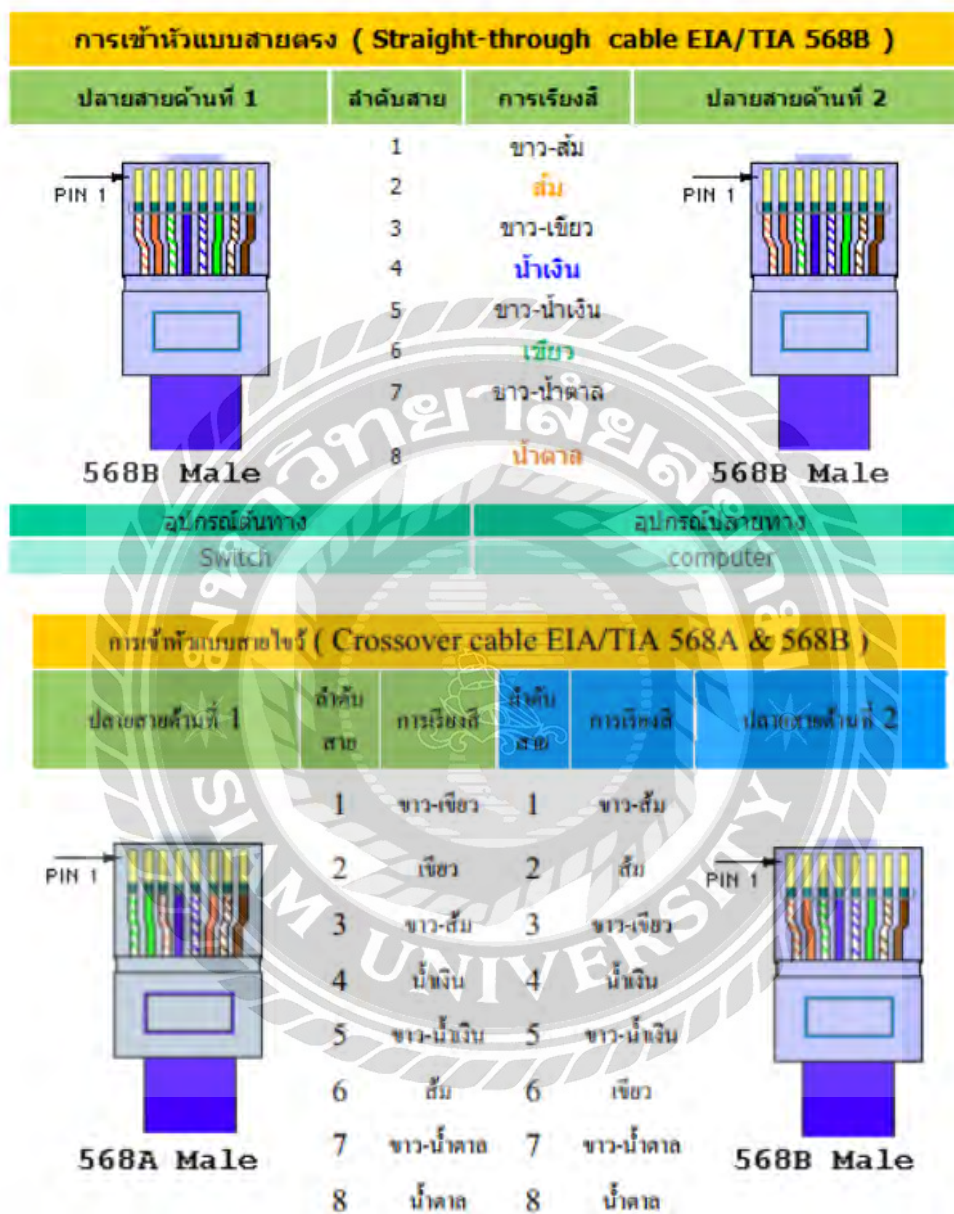 การเข้าหัวแบบสายตรง ( Straight-through cable EIA/TIA 568B )
ปลายสายด้านที่ 1 ลำดับสาย การเรียงสี ปลายสายด้านที่ 2
1 ขาว-ส้ม
PIN 1 2 ส้ม PIN 1
3 ขาว-เขียว
4 น้ำเงิน
5 ขาว-น้ำเงิน
6 เขียว
7 ขาว-น้ำตาล
8 น้ำตาล
568B Male 568B Male
อุปกรณ์ต้นทาง อุปกรณ์ปลายทาง
Switch computer
การเข้าหัวแบบสายไขว้ ( Crossover cable EIA/TIA 568A & 568B )
ปลายสายด้านที่ 1 ลำดับสาย การเรียงสี ลำดับสาย การเรียงสี ปลายสายด้านที่ 2
1 ขาว-เขียว 1 ขาว-ส้ม
PIN 1 2 เขียว 2 ส้ม PIN 1
3 ขาว-ส้ม 3 ขาว-เขียว
4 น้ำเงิน 4 น้ำเงิน
5 ขาว-น้ำเงิน 5 ขาว-น้ำเงิน
6 ส้ม 6 เขียว
7 ขาว-น้ำตาล 7 ขาว-น้ำตาล
568A Male 568B Male
8 น้ำตาล 8 น้ำตาล
มหาวิทยาลัยสยาม
SIAM UNIVERSITY